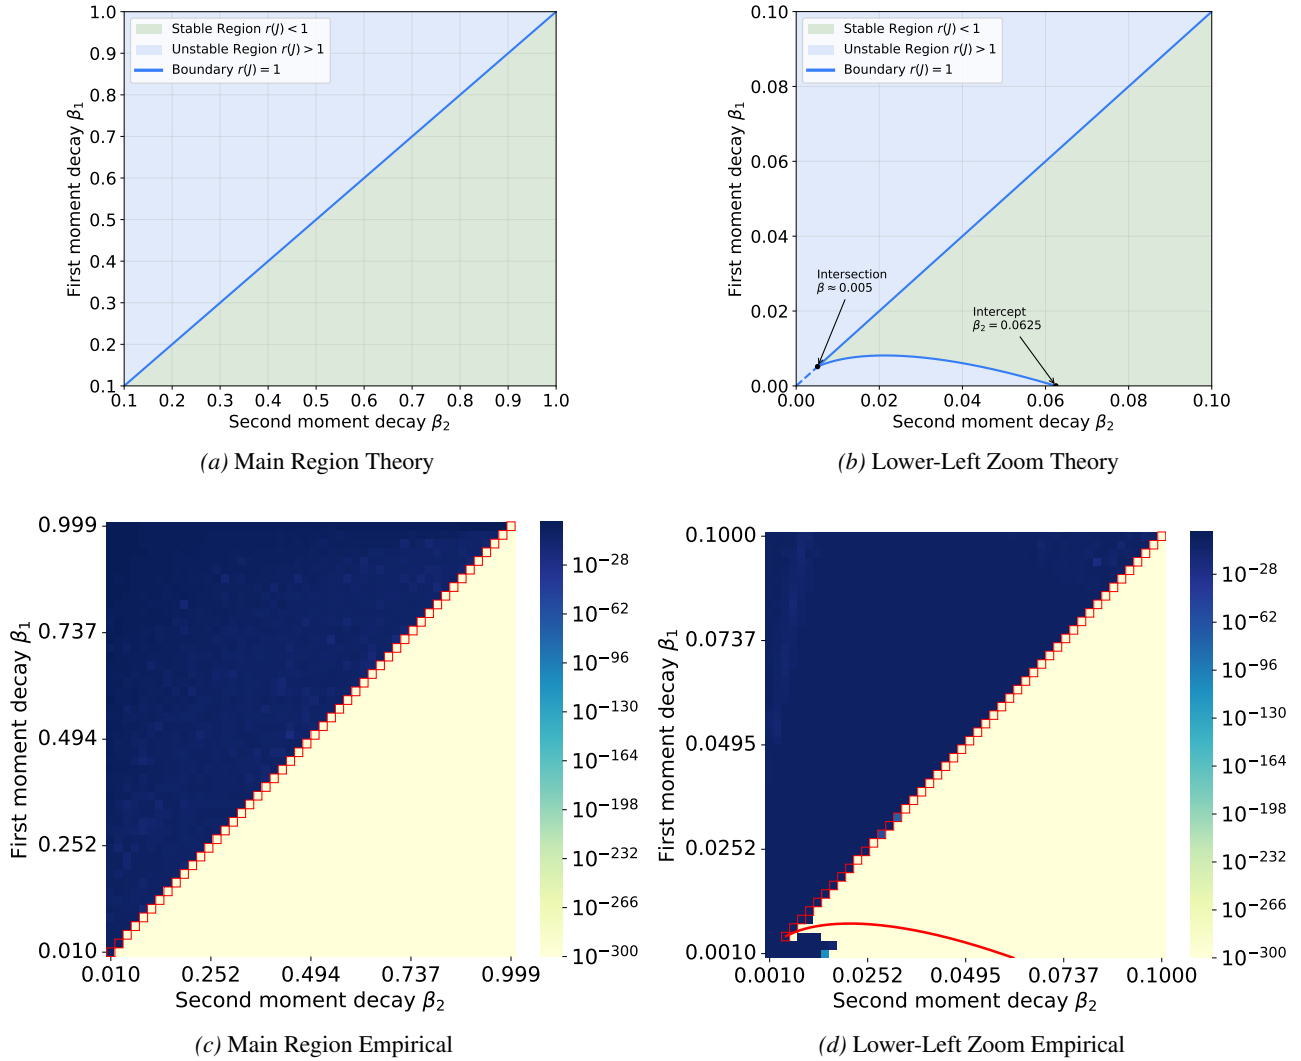 Stable Region r(J) < 1
Unstable Region r(J) > 1
Boundary r(J) = 1
1.0
0.9
0.8
0.7
0.6
0.5
0.4
0.3
0.2
0.1
First moment decay β₁
0.1 0.2 0.3 0.4 0.5 0.6 0.7 0.8 0.9 1.0
Second moment decay β₂
(a) Main Region Theory
Stable Region r(J) < 1
Unstable Region r(J) > 1
Boundary r(J) = 1
0.10
0.08
0.06
0.04
0.02
0.00
First moment decay β₁
Intersection
β ≈ 0.005
Intercept
β₂ = 0.0625
0.00 0.02 0.04 0.06 0.08 0.10
Second moment decay β₂
(b) Lower-Left Zoom Theory
0.999
0.737
0.494
0.252
0.010
First moment decay β₁
0.010 0.252 0.494 0.737 0.999
Second moment decay β₂
10⁻²⁸
10⁻⁶²
10⁻⁹⁶
10⁻¹³⁰
10⁻¹⁶⁴
10⁻¹⁹⁸
10⁻²³²
10⁻²⁶⁶
10⁻³⁰⁰
(c) Main Region Empirical
0.1000
0.0737
0.0495
0.0252
0.0010
First moment decay β₁
0.0010 0.0252 0.0495 0.0737 0.1000
Second moment decay β₂
10⁻²⁸
10⁻⁶²
10⁻⁹⁶
10⁻¹³⁰
10⁻¹⁶⁴
10⁻¹⁹⁸
10⁻²³²
10⁻²⁶⁶
10⁻³⁰⁰
(d) Lower-Left Zoom Empirical